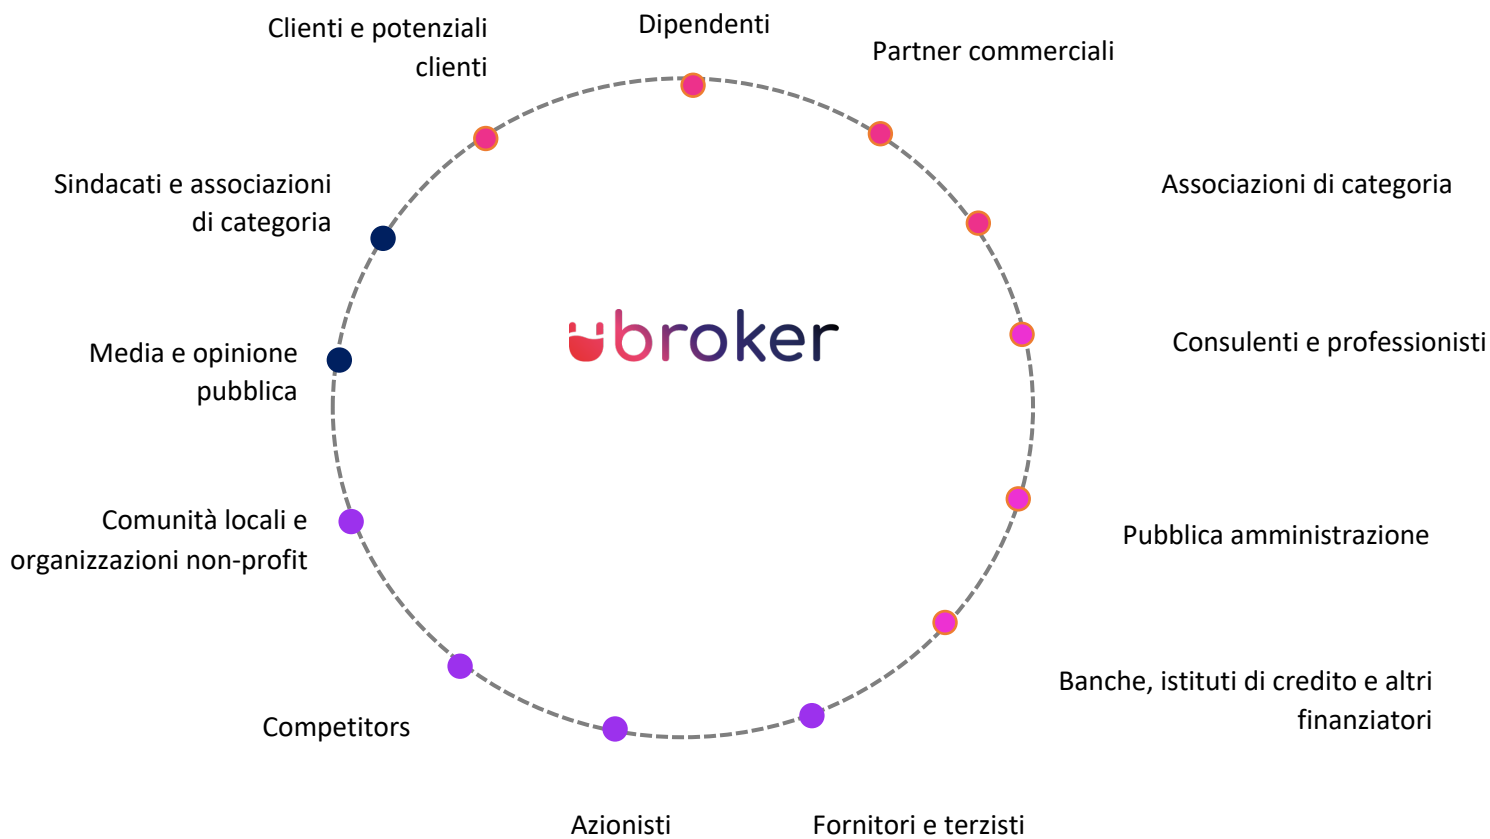 Dipendenti
Clienti e potenziali
clienti
Partner commerciali
Sindacati e associazioni
di categoria
Associazioni di categoria
ubroker
Media e opinione
pubblica
Consulenti e professionisti
Comunità locali e
organizzazioni non-profit
Pubblica amministrazione
Banche, istituti di credito e altri
finanziatori
Competitors
Azionisti
Fornitori e terzisti